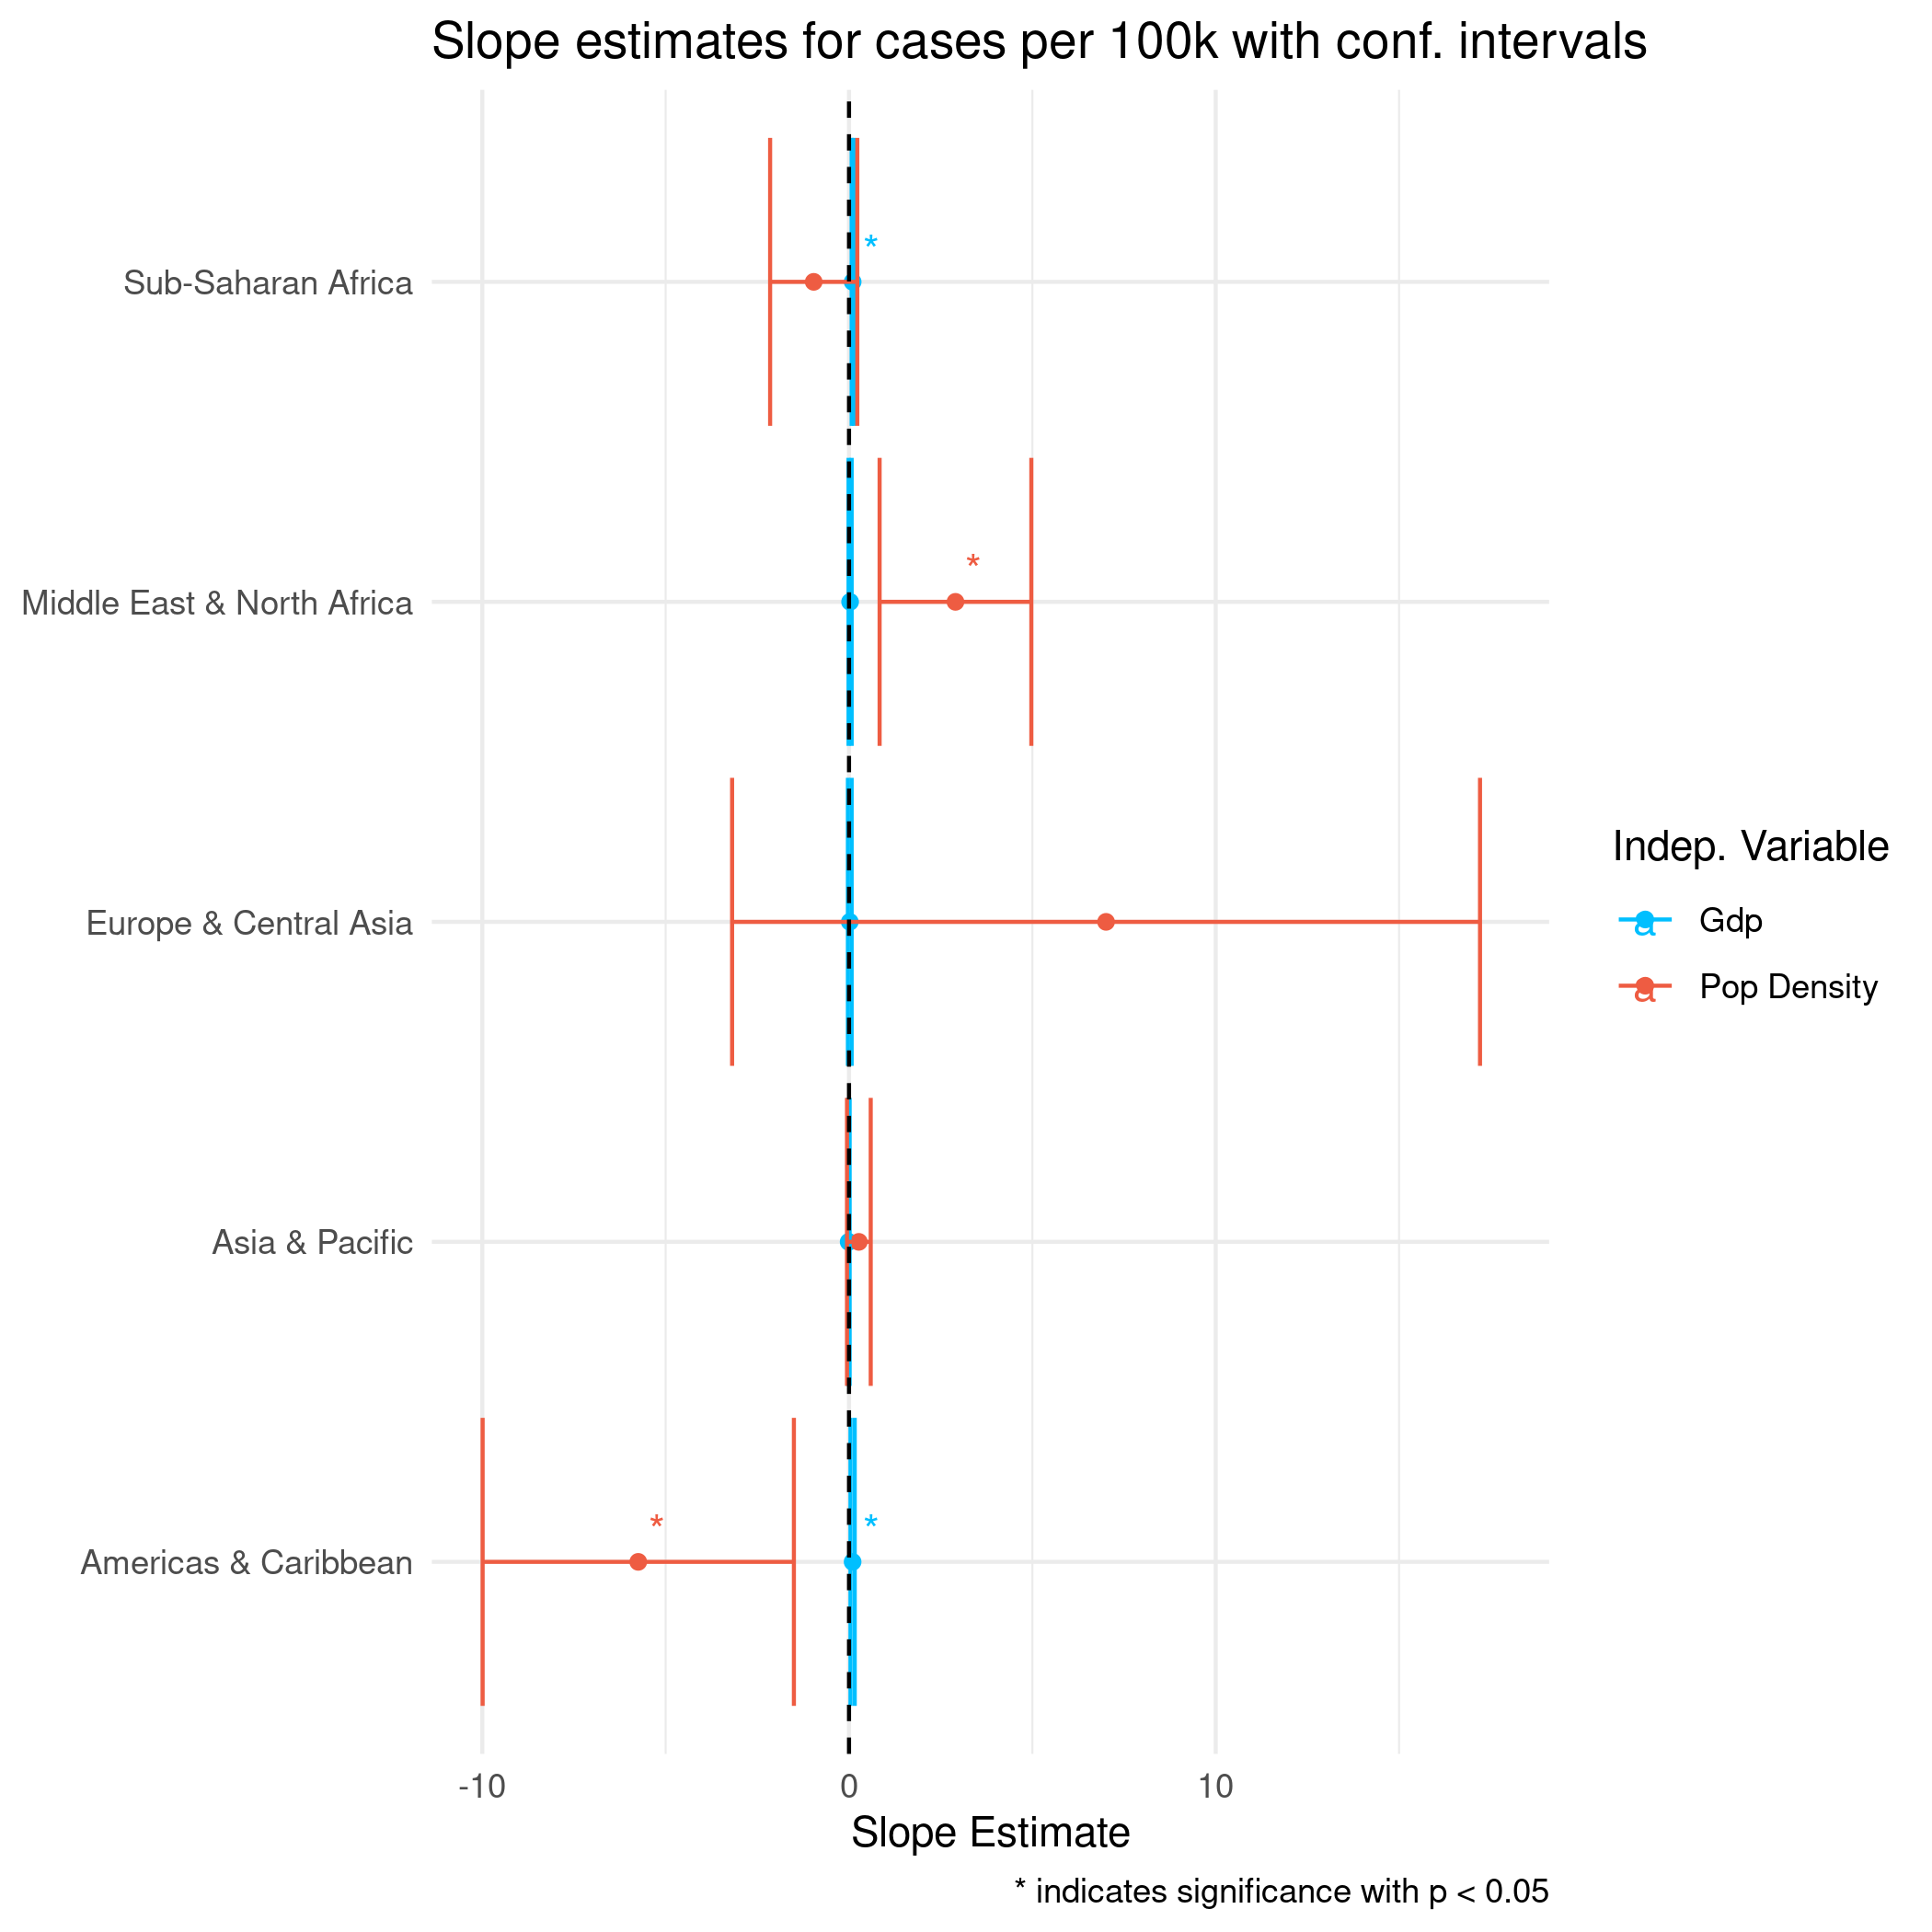 Slope estimates for cases per 100k with conf. intervals
Sub-Saharan Africa
*
Middle East & North Africa
*
Europe & Central Asia
Asia & Pacific
Americas & Caribbean
*
*
Indep. Variable
a Gdp
a Pop Density
-10 0 10
Slope Estimate
* indicates significance with p < 0.05